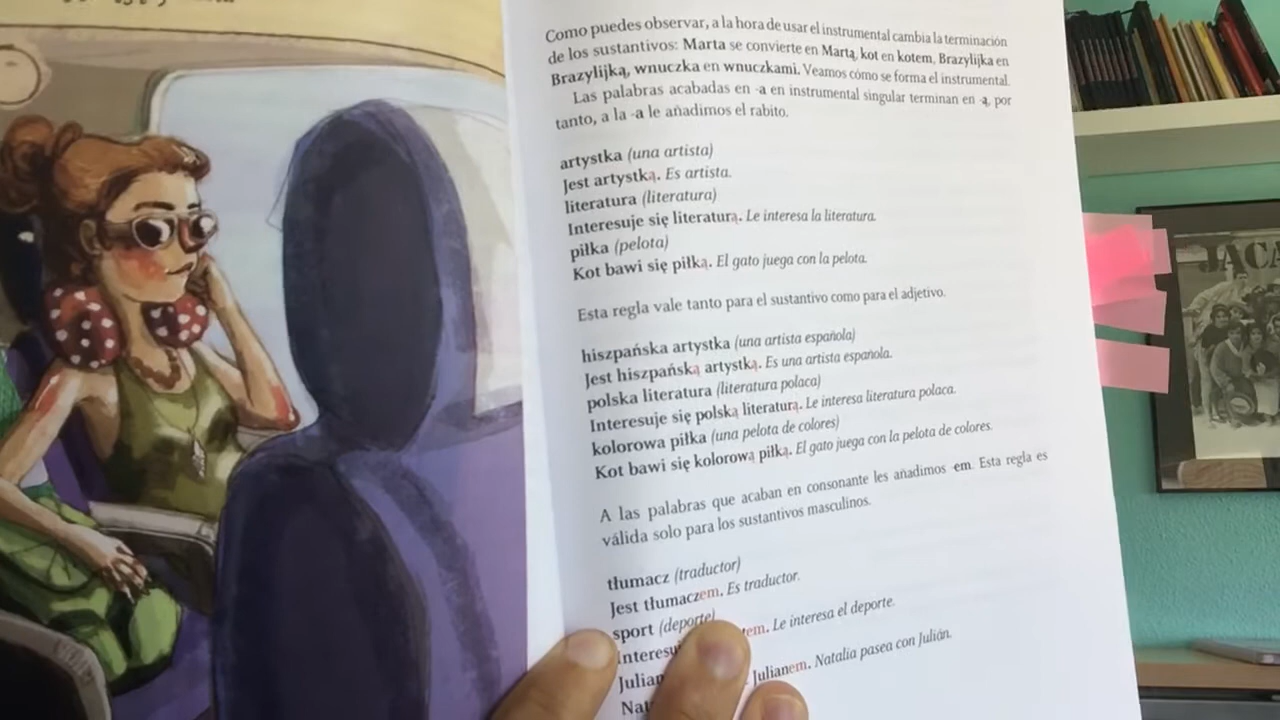 Como puedes observar, a la hora de usar el instrumental cambia la terminación
de los sustantivos: Marta se convierte en Martą, kot en kotem, Brazylijka en
Brazylijką, wnuczka en wnuczkami. Veamos cómo se forma el instrumental.
Las palabras acabadas en -a en instrumental singular terminan en -ą, por
tanto, a la -a le añadimos el rabito.
artystka (una artista)
Jest artystką. Es artista.
literatura (literatura)
Interesuje się literaturą. Le interesa la literatura.
piłka (pelota)
Kot bawi się piłką. El gato juega con la pelota.
Esta regla vale tanto para el sustantivo como para el adjetivo.
hiszpańska artystka (una artista española)
Jest hiszpańską artystką. Es una artista española.
polska literatura (literatura polaca)
Interesuje się polską literaturą. Le interesa literatura polaca.
kolorowa piłka (una pelota de colores)
Kot bawi się kolorową piłką. El gato juega con la pelota de colores.
A las palabras que acaban en consonante les añadimos -em. Esta regla es
válida solo para los sustantivos masculinos.
tłumacz (traductor)
Jest tłumaczem. Es traductor.
sport (deporte)
Interesu tem. Le interesa el deporte.
Julian
Nat Julianem. Natalia pasea con Julián.
JACA